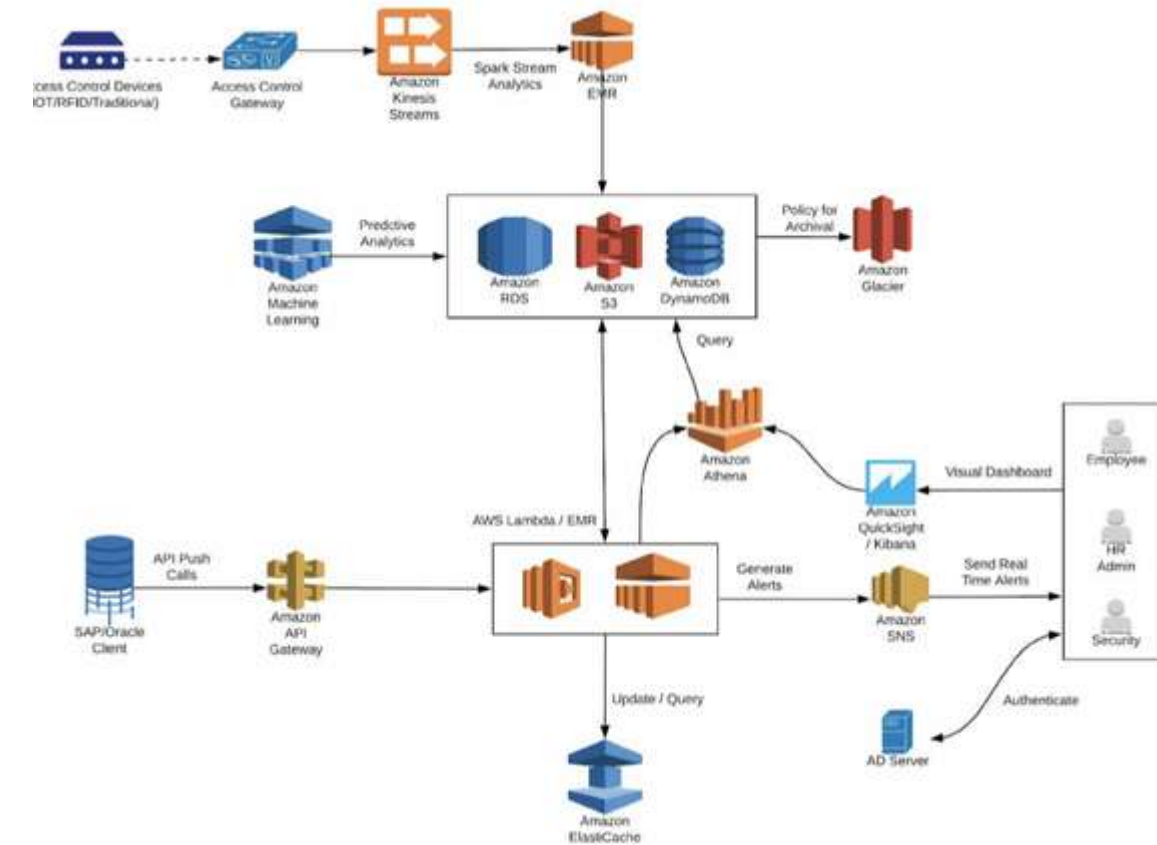 ccess Control Devices
IOT/RFID/Traditional)
Access Control
Gateway
Amazon
Kinesis
Streams
Spark Stream
Analytics
Amazon
EMR
Amazon
Machine
Learning
Predctive
Analytics
Amazon
RDS
Amazon
S3
Amazon
DynamoDB
Policy for
Archival
Amazon
Glacier
Query
Amazon
Athena
Amazon
QuickSight
/ Kibana
Visual Dashboard
Employee
HR
Admin
Security
SAP/Oracle
Client
API Push
Calls
Amazon
API
Gateway
AWS Lambda / EMR
Generate
Alerts
Amazon
SNS
Send Real
Time Alerts
Authenticate
AD Server
Update / Query
Amazon
ElastiCache